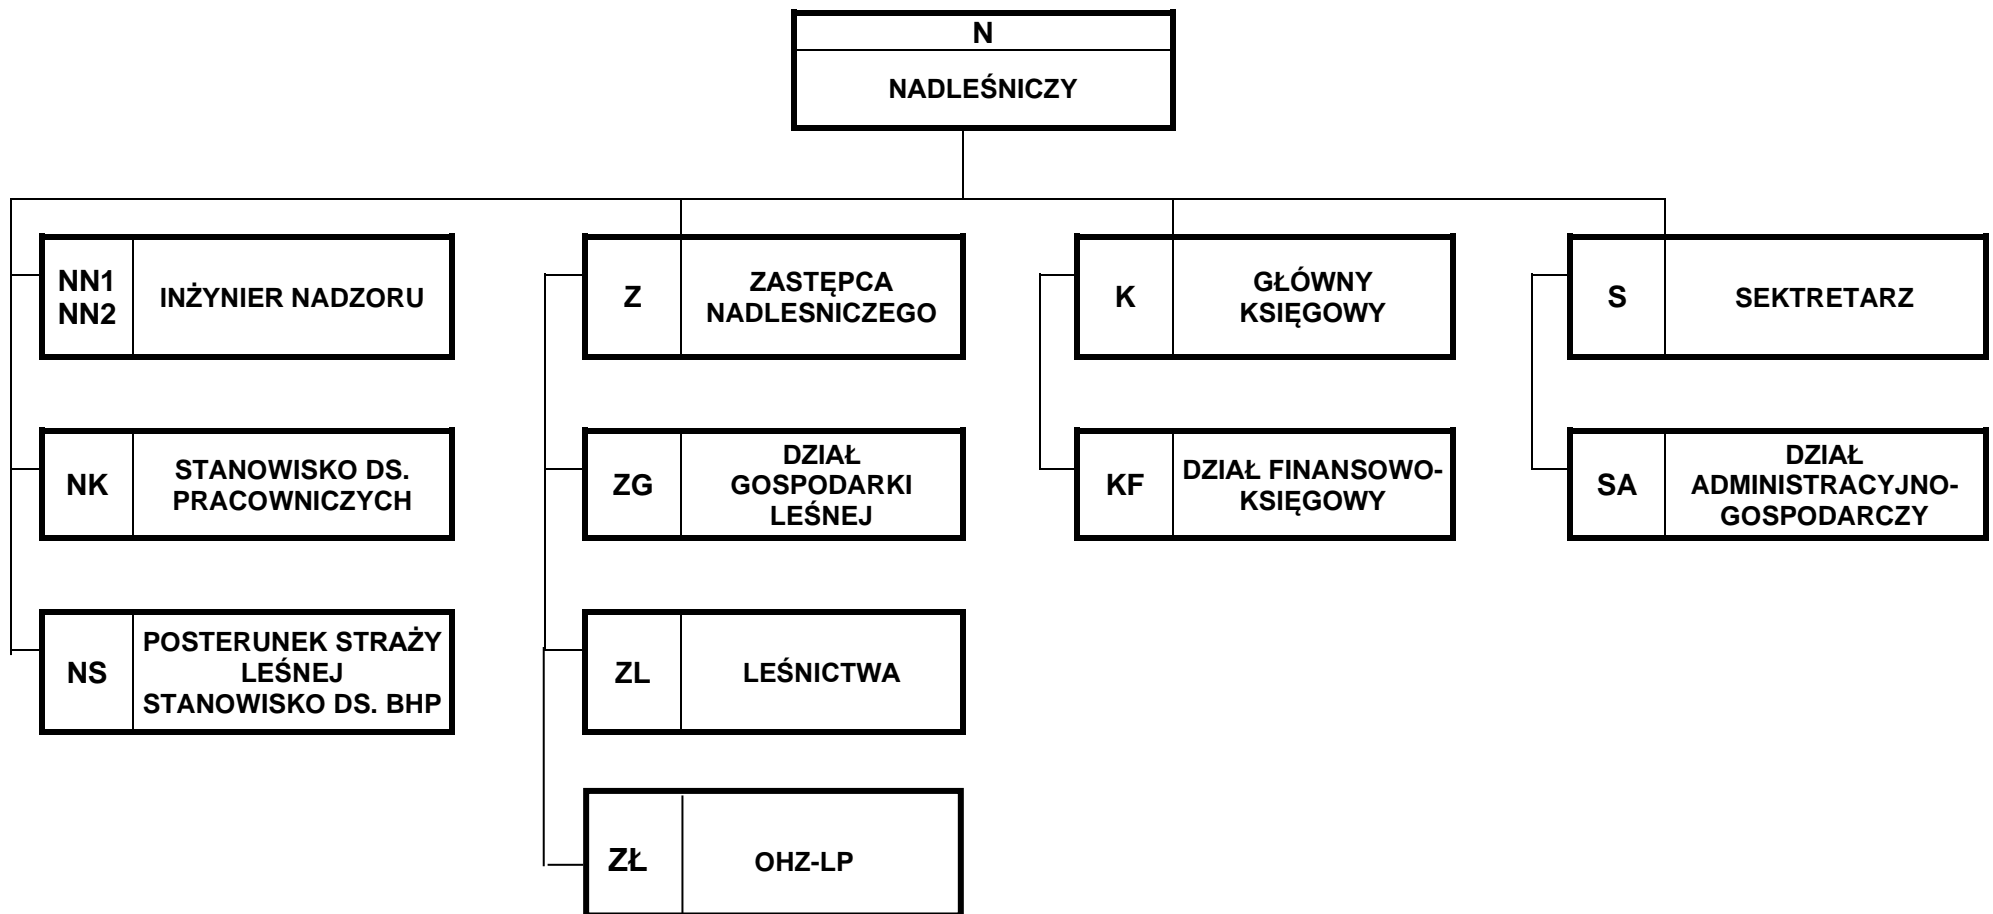 N
NADLEŚNICZY
NN1
NN2
INŻYNIER NADZORU
Z
ZASTĘPCA
NADLESNICZEGO
K
GŁÓWNY
KSIĘGOWY
S
SEKTRETARZ
NK
STANOWISKO DS.
PRACOWNICZYCH
ZG
DZIAŁ
GOSPODARKI
LEŚNEJ
KF
DZIAŁ FINANSOWO-
KSIĘGOWY
SA
DZIAŁ
ADMINISTRACYJNO-
GOSPODARCZY
NS
POSTERUNEK STRAŻY
LEŚNEJ
STANOWISKO DS. BHP
ZL
LEŚNICTWA
ZŁ
OHZ-LP